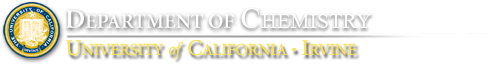 DEPARTMENT OF CHEMISTRY
UNIVERSITY of CALIFORNIA · IRVINE